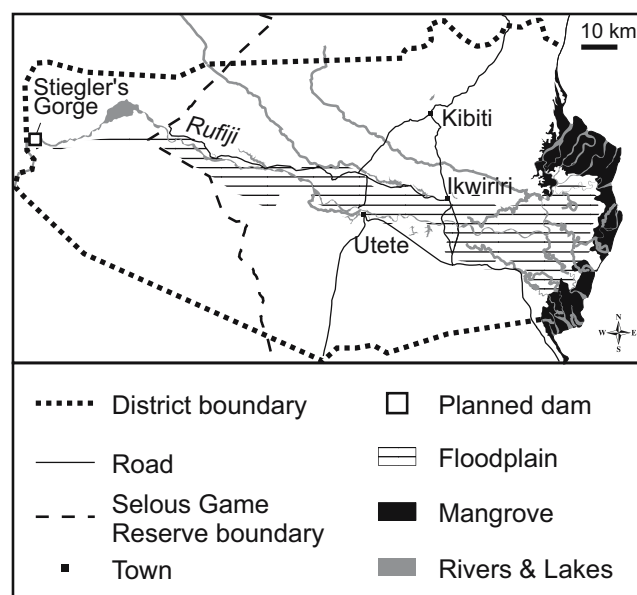 10 km
Stiegler's
Gorge
Rufiji
Kibiti
Ikwiriri
Utete
N
W E
S
District boundary
Planned dam
Road
Floodplain
Selous Game
Reserve boundary
Mangrove
Town
Rivers & Lakes